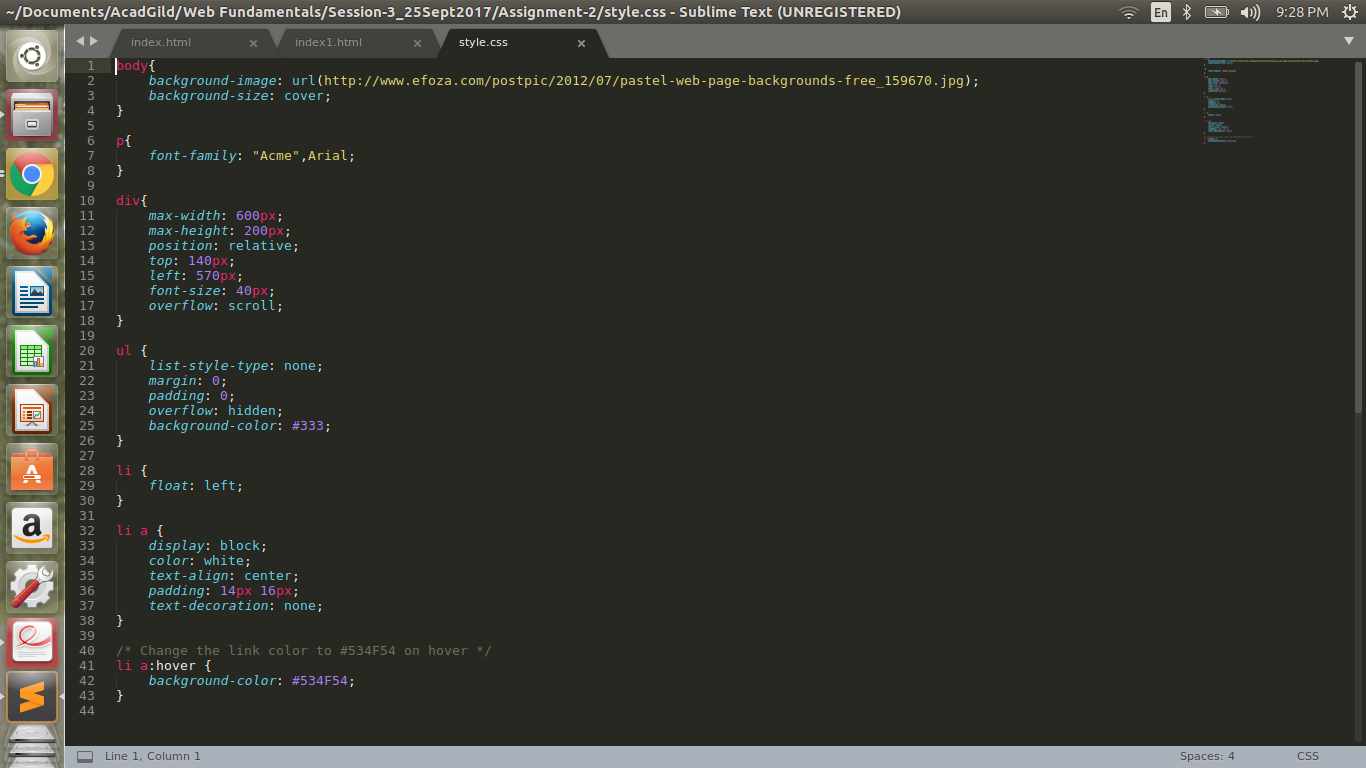 ~/Documents/AcadGild/Web Fundamentals/Session-3_25Sept2017/Assignment-2/style.css - Sublime Text (UNREGISTERED)
En
9:28 PM
index.html
index1.html
style.css
1 body{
2     background-image: url(http://www.efoza.com/postpic/2012/07/pastel-web-page-backgrounds-free_159670.jpg);
3     background-size: cover;
4 }
5
6 p{
7     font-family: "Acme",Arial;
8 }
9
10 div{
11     max-width: 600px;
12     max-height: 200px;
13     position: relative;
14     top: 140px;
15     left: 570px;
16     font-size: 40px;
17     overflow: scroll;
18 }
19
20 ul {
21     list-style-type: none;
22     margin: 0;
23     padding: 0;
24     overflow: hidden;
25     background-color: #333;
26 }
27
28 li {
29     float: left;
30 }
31
32 li a {
33     display: block;
34     color: white;
35     text-align: center;
36     padding: 14px 16px;
37     text-decoration: none;
38 }
39
40 /* Change the link color to #534F54 on hover */
41 li a:hover {
42     background-color: #534F54;
43 }
44
Line 1, Column 1
Spaces: 4
CSS